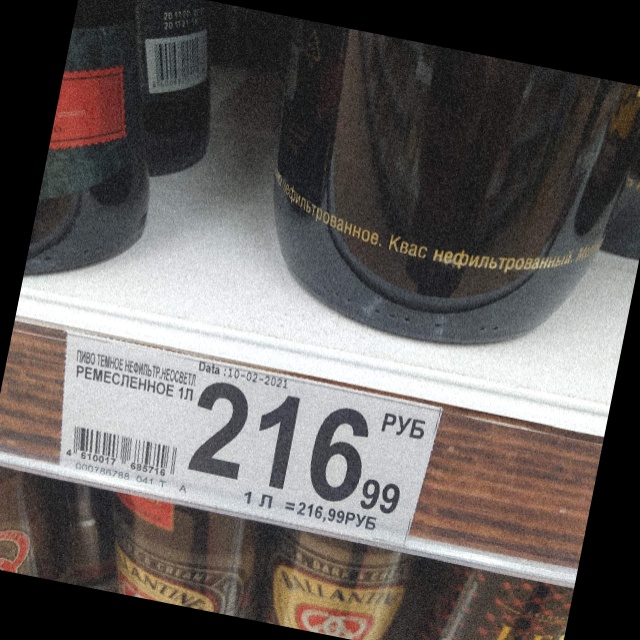 нефильтрованное. Квас нефильтрованный.
ПИВО ТЕМНОЕ НЕФИЛЬТР.НЕОСВЕТЛ
Data :10-02-2021
РЕМЕСЛЕННОЕ 1Л
216 99
РУБ
4 610017 685716
1 Л =216,99РУБ